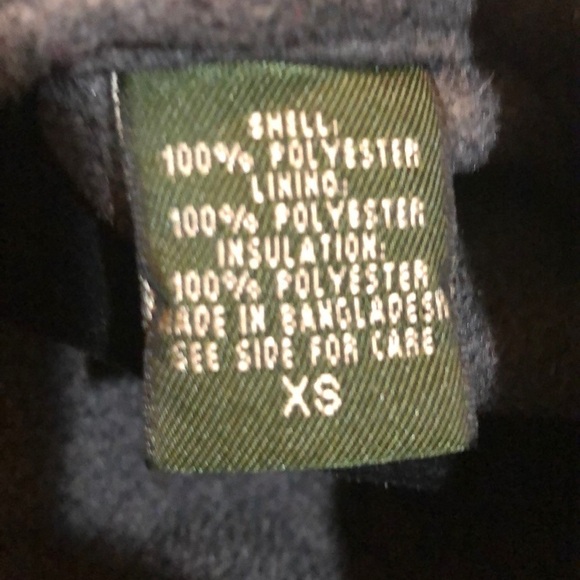 SHELL:
100% POLYESTER
LINING:
100% POLYESTER
INSULATION:
100% POLYESTER
MADE IN BANGLADESH
SEE SIDE FOR CARE
XS